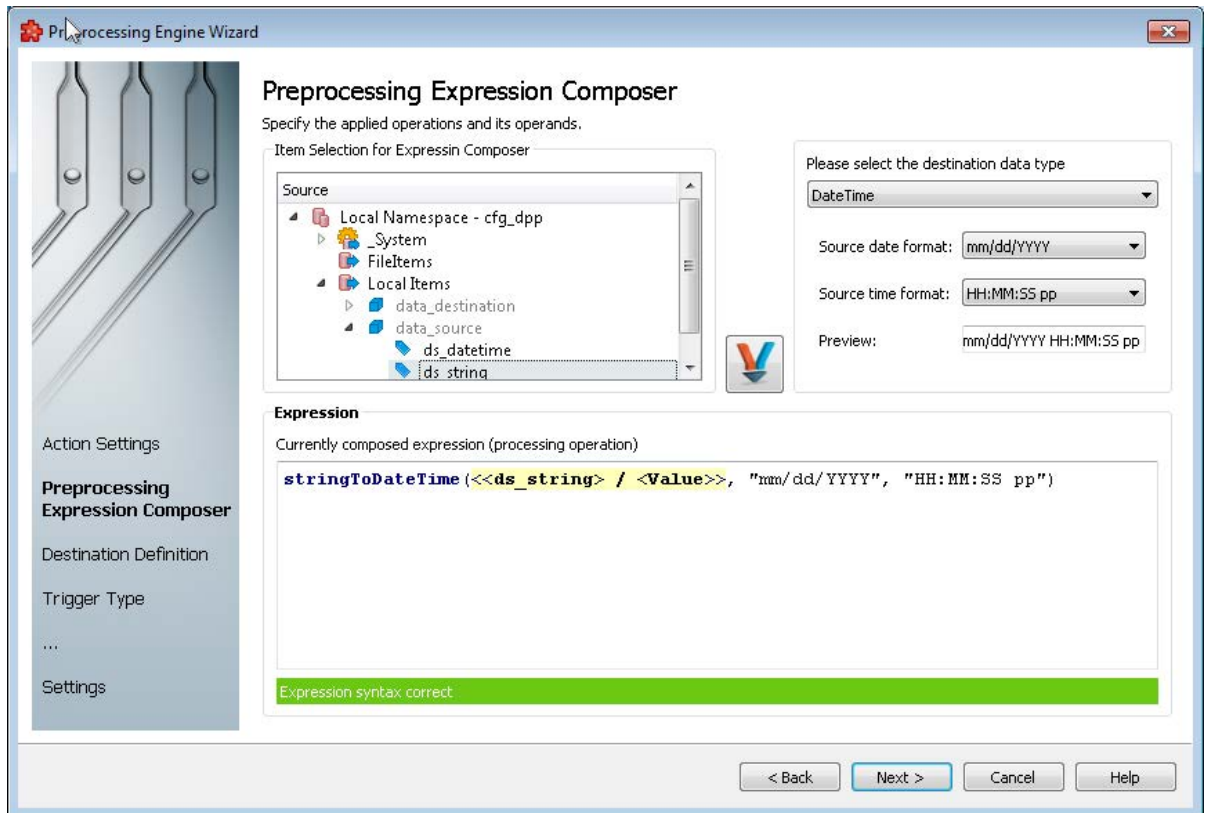 Preprocessing Engine Wizard
Preprocessing Expression Composer
Specify the applied operations and its operands.
Item Selection for Expressin Composer
Source
Local Namespace - cfg_dpp
_System
FileItems
Local Items
data_destination
data_source
ds_datetime
ds_string
Please select the destination data type
DateTime
Source date format: mm/dd/YYYY
Source time format: HH:MM:SS pp
Preview: mm/dd/YYYY HH:MM:SS pp
Action Settings
Preprocessing
Expression Composer
Destination Definition
Trigger Type
...
Settings
Expression
Currently composed expression (processing operation)
stringToDateTime(<<ds_string> / <Value>>, "mm/dd/YYYY", "HH:MM:SS pp")
Expression syntax correct
< Back Next > Cancel Help